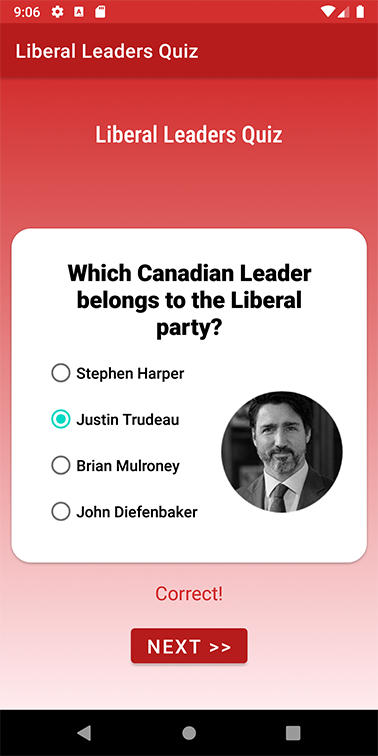 9:06
Liberal Leaders Quiz
Liberal Leaders Quiz
Which Canadian Leader
belongs to the Liberal
party?
Stephen Harper
Justin Trudeau
Brian Mulroney
John Diefenbaker
Correct!
NEXT >>